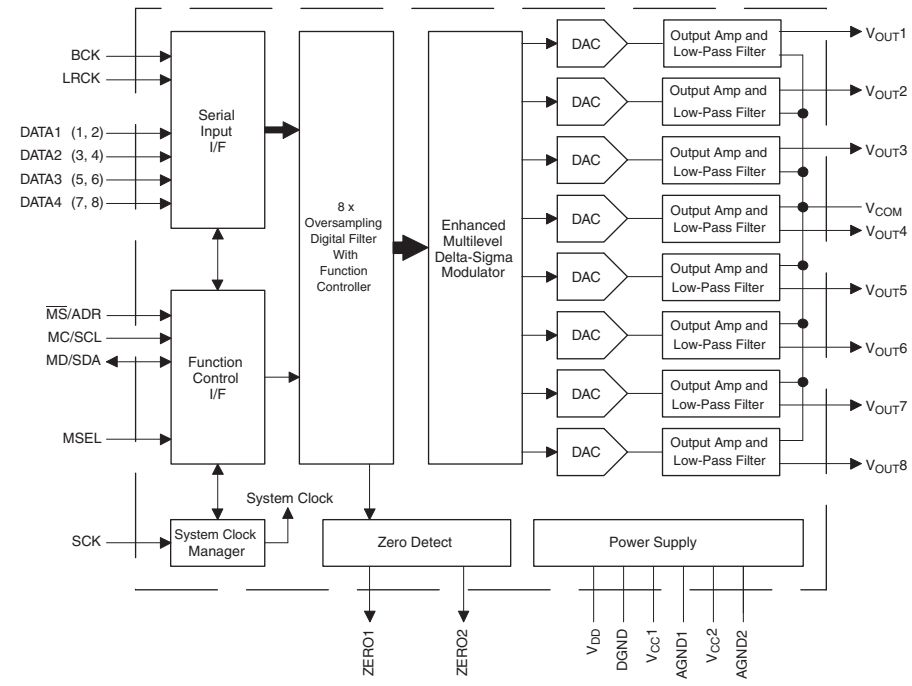 BCK
LRCK
DATA1 (1, 2)
DATA2 (3, 4)
DATA3 (5, 6)
DATA4 (7, 8)
Serial
Input
I/F
MS/ADR
MC/SCL
MD/SDA
MSEL
Function
Control
I/F
SCK
System Clock
Manager
System Clock
8 x
Oversampling
Digital Filter
With
Function
Controller
Zero Detect
ZERO1
ZERO2
Enhanced
Multilevel
Delta-Sigma
Modulator
DAC
Output Amp and
Low-Pass Filter
VOUT1
DAC
Output Amp and
Low-Pass Filter
VOUT2
DAC
Output Amp and
Low-Pass Filter
VOUT3
DAC
Output Amp and
Low-Pass Filter
VCOM
VOUT4
DAC
Output Amp and
Low-Pass Filter
VOUT5
DAC
Output Amp and
Low-Pass Filter
VOUT6
DAC
Output Amp and
Low-Pass Filter
VOUT7
DAC
Output Amp and
Low-Pass Filter
VOUT8
Power Supply
VDD
DGND
VCC1
AGND1
VCC2
AGND2